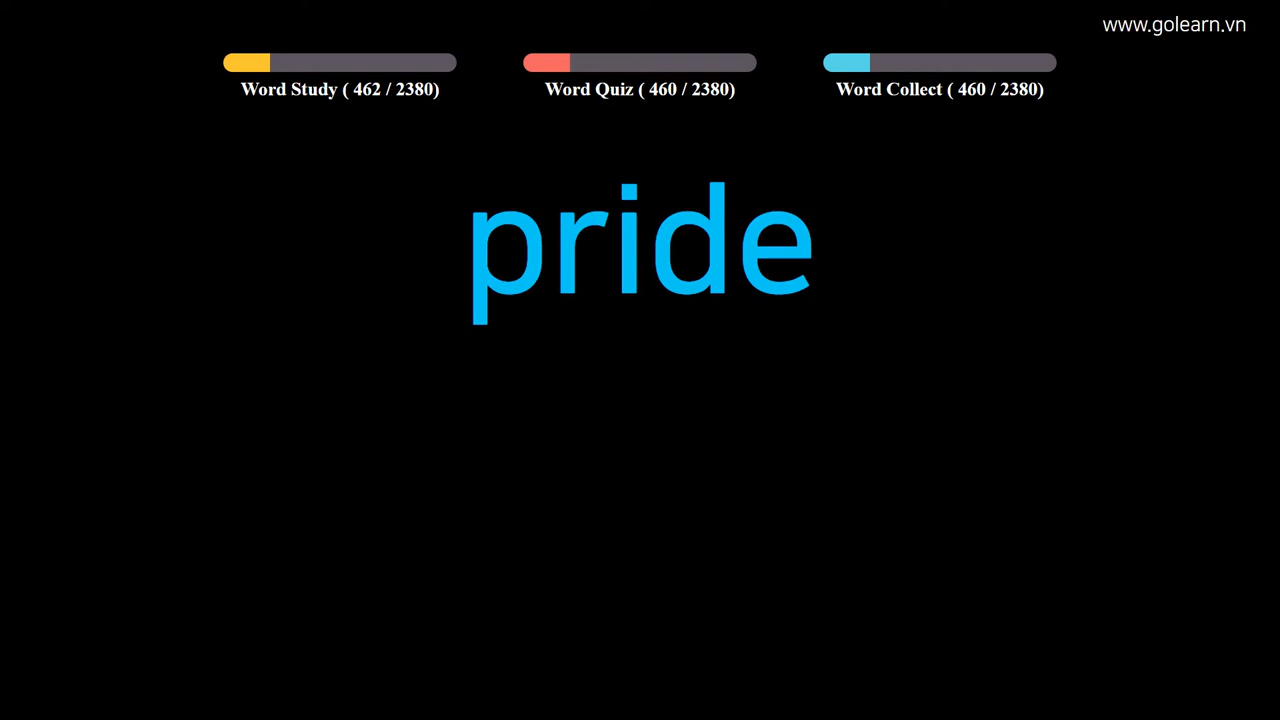 www.golearn.vn
Word Study ( 462 / 2380)
Word Quiz ( 460 / 2380)
Word Collect ( 460 / 2380)
pride